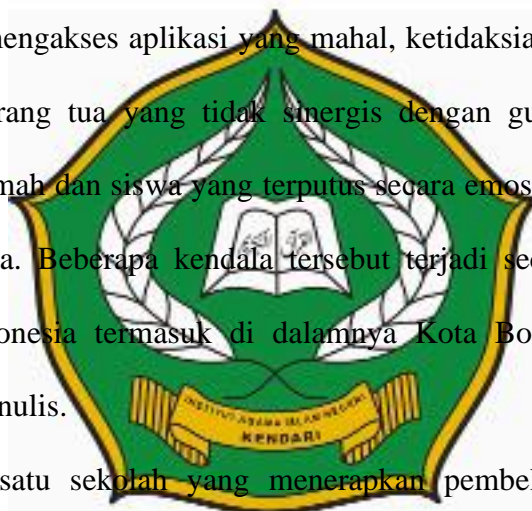 mengakses aplikasi yang mahal, ketidaksia
rang tua yang tidak sinergis dengan gu
mah dan siswa yang terputus secara emos
a. Beberapa kendala tersebut terjadi se
onesia termasuk di dalamnya Kota Bo
nulis.
INSTITUT AGAMA ISLAM NEGERI
KENDARI
satu sekolah yang menerapkan pembel